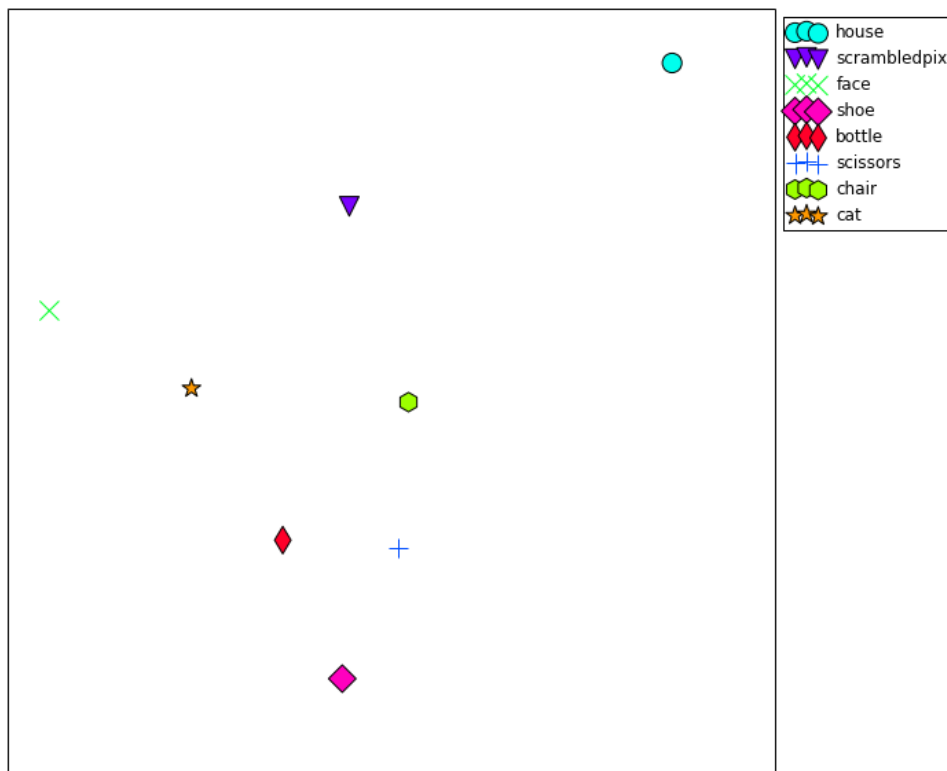 house
scrambledpix
face
shoe
bottle
scissors
chair
cat